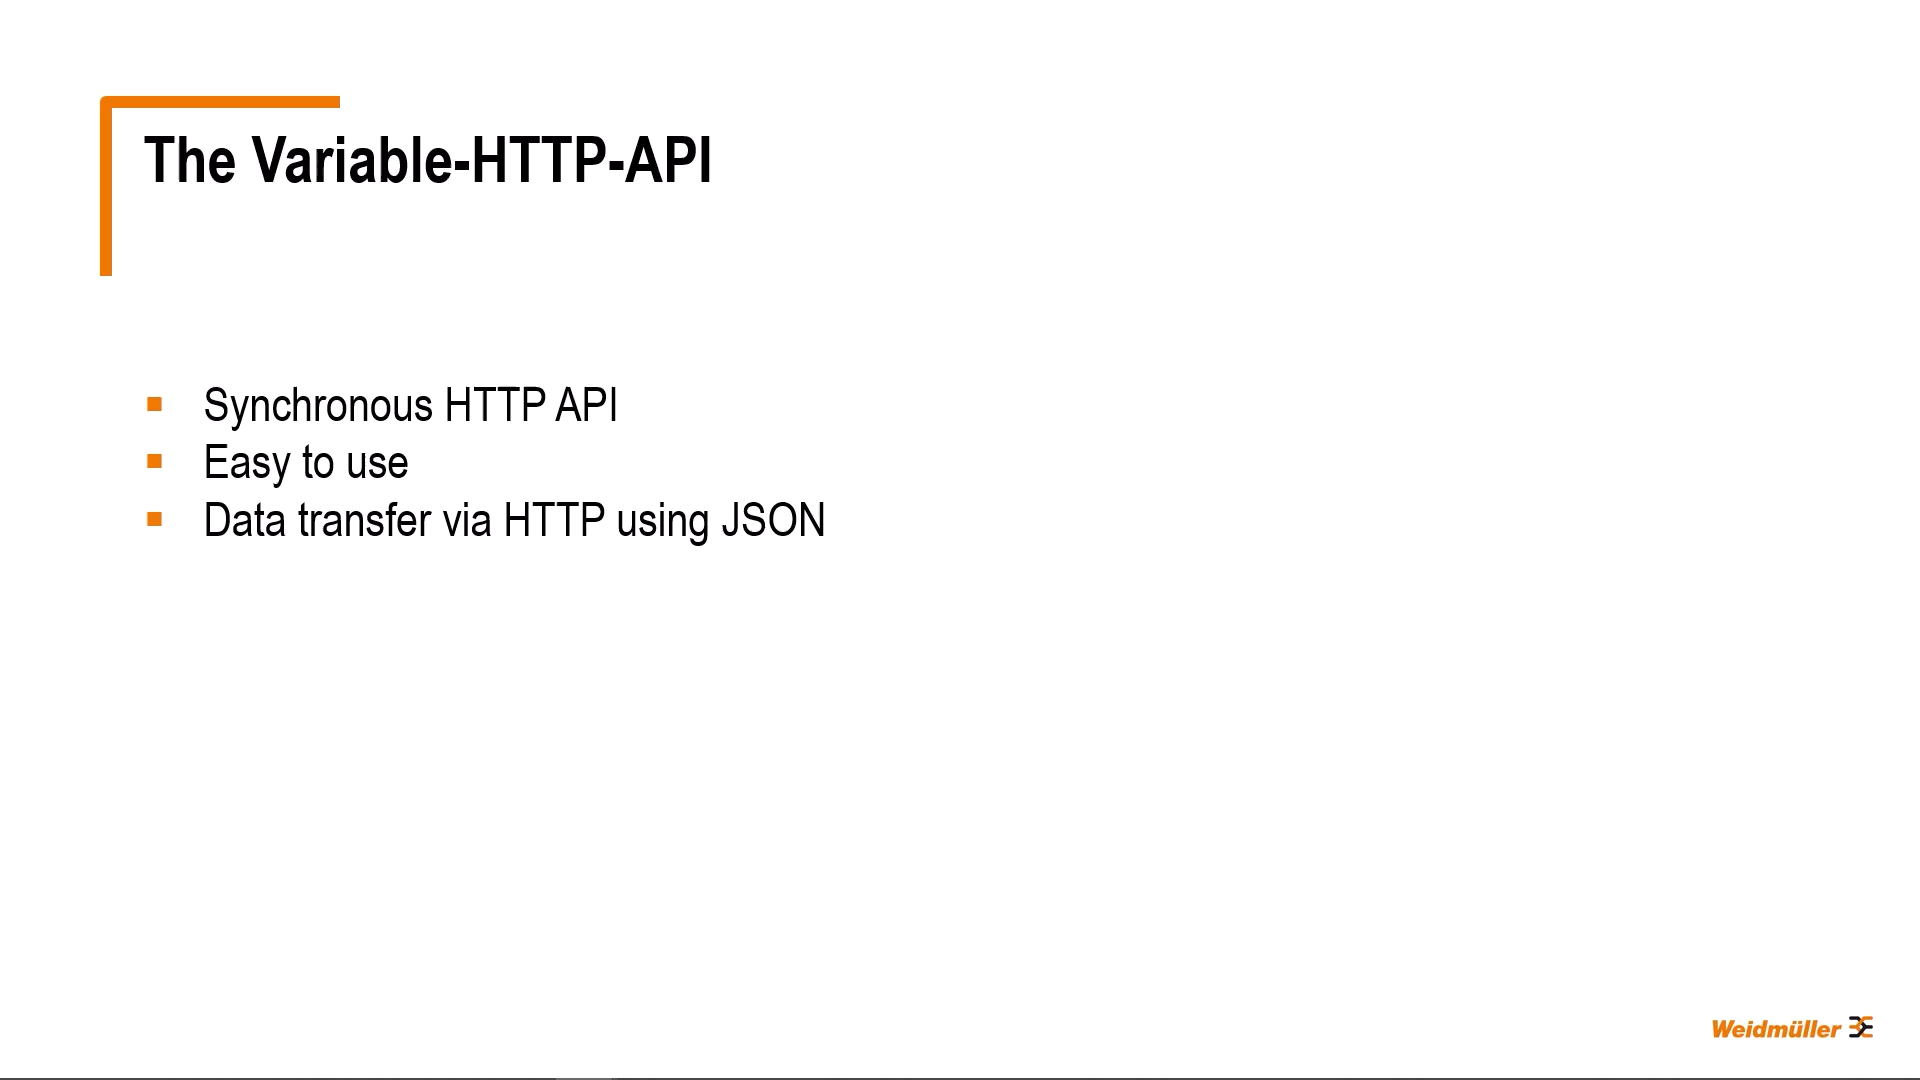 The Variable-HTTP-API
Synchronous HTTP API
Easy to use
Data transfer via HTTP using JSON
Weidmüller